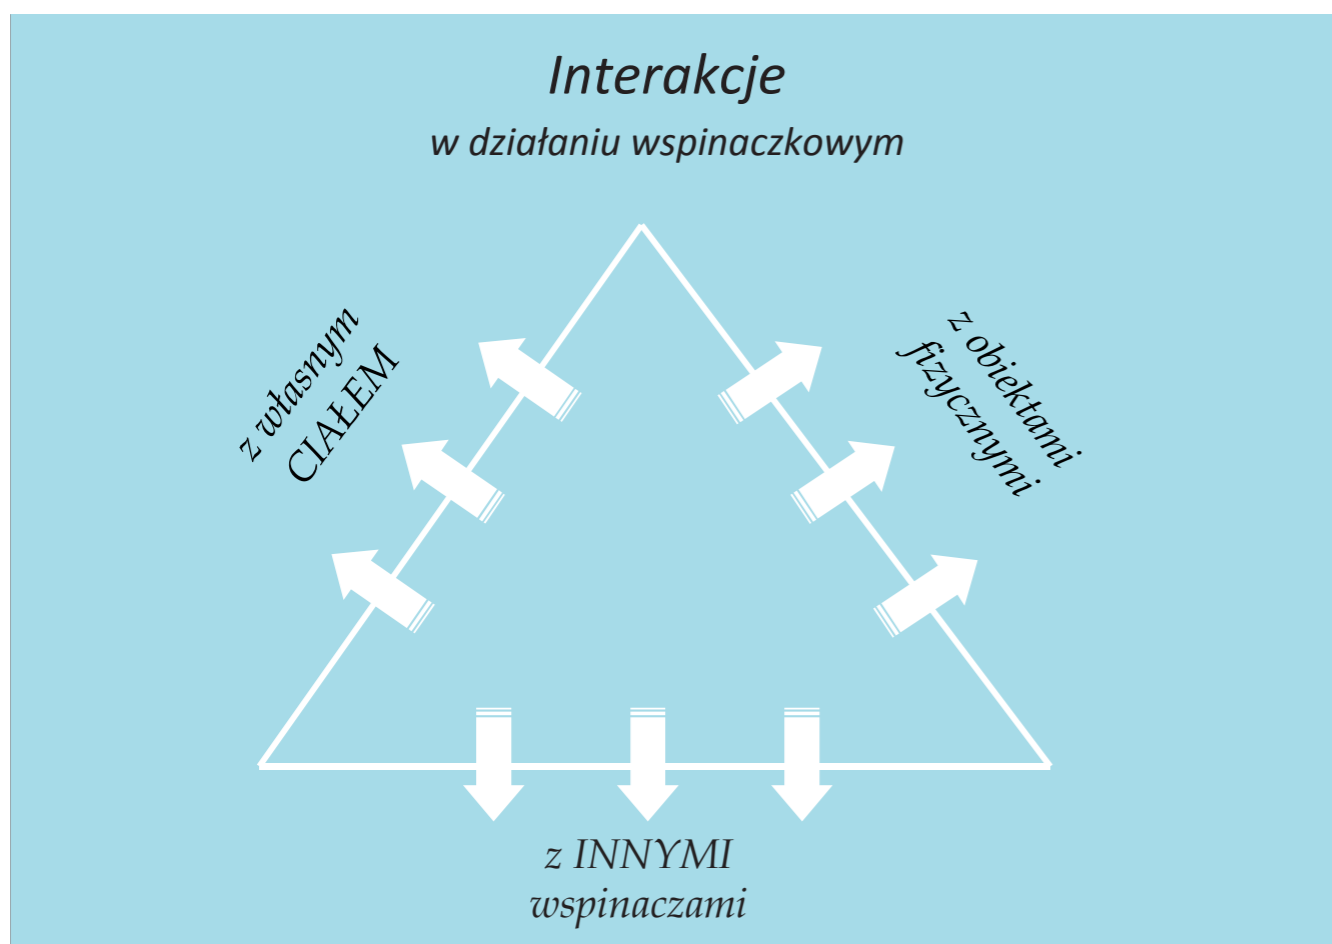 Interakcje
w działaniu wspinaczkowym
z własnym
CIAŁEM
z obiektami
fizycznymi
z INNYMI
wspinaczami